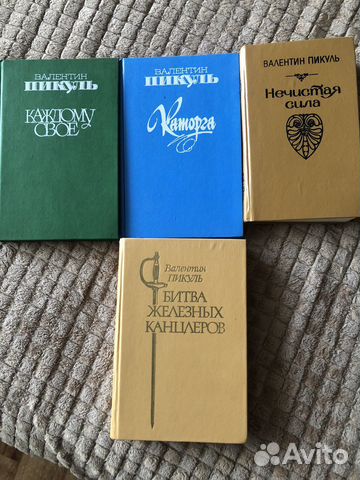 ВАЛЕНТИН
ПИКУЛЬ
КАЖДОМУ
СВОЕ
ВАЛЕНТИН
ПИКУЛЬ
Каторга
ВАЛЕНТИН ПИКУЛЬ
Нечистая
сила
Валентин
ПИКУЛЬ
БИТВА
ЖЕЛЕЗНЫХ
КАНЦЛЕРОВ
Avito